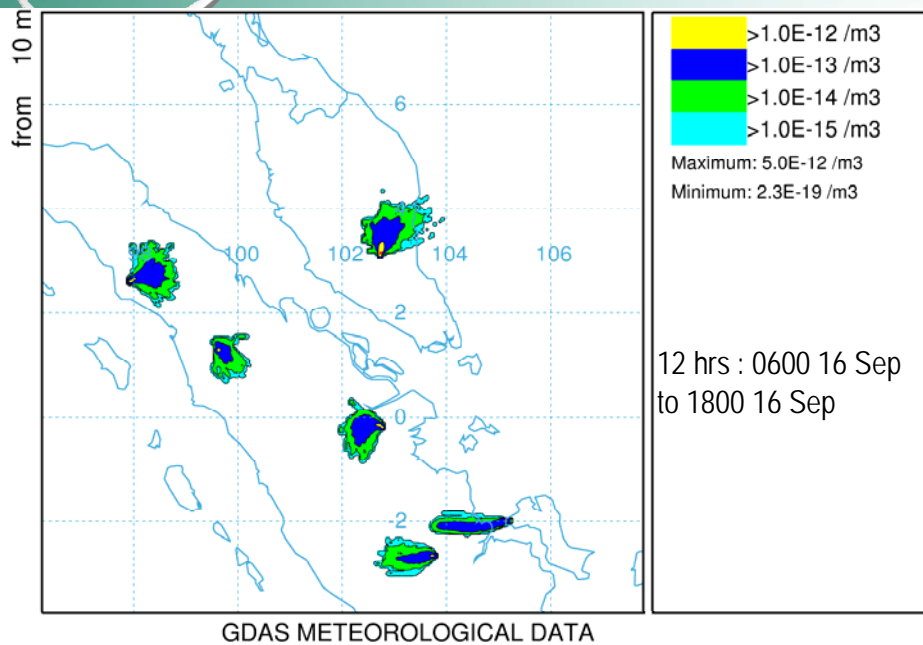 from 10 m
6
100
102
104
106
2
0
-2
GDAS METEOROLOGICAL DATA
>1.0E-12 /m3
>1.0E-13 /m3
>1.0E-14 /m3
>1.0E-15 /m3
Maximum: 5.0E-12 /m3
Minimum: 2.3E-19 /m3
12 hrs : 0600 16 Sep
to 1800 16 Sep